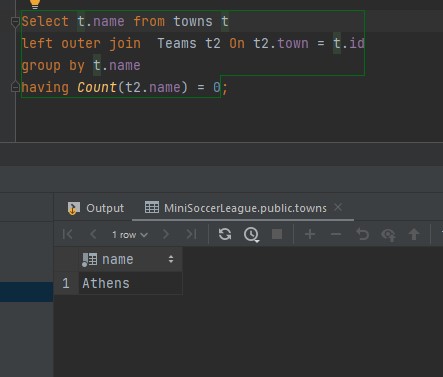 Select t.name from towns t
left outer join  Teams t2 On t2.town = t.id
group by t.name
having Count(t2.name) = 0;
Output
MiniSoccerLeague.public.towns
1 row
name
1 Athens